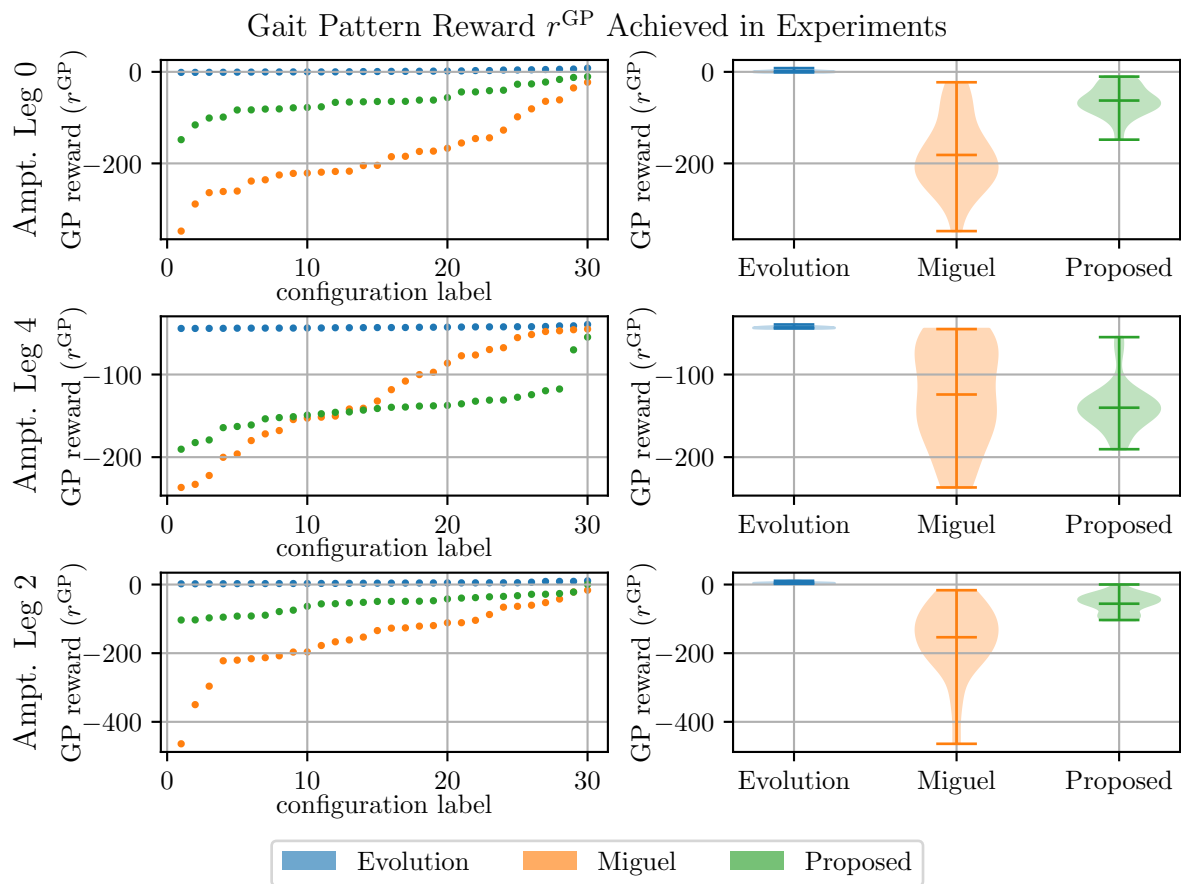 Gait Pattern Reward r^GP Achieved in Experiments
Ampt. Leg 0
GP reward (r^GP)
0
−200
0
10
20
30
configuration label
GP reward (r^GP)
0
−200
Evolution
Miguel
Proposed
Ampt. Leg 4
GP reward (r^GP)
−100
−200
0
10
20
30
configuration label
GP reward (r^GP)
−100
−200
Evolution
Miguel
Proposed
Ampt. Leg 2
GP reward (r^GP)
0
−200
−400
0
10
20
30
configuration label
GP reward (r^GP)
0
−200
−400
Evolution
Miguel
Proposed
Evolution
Miguel
Proposed